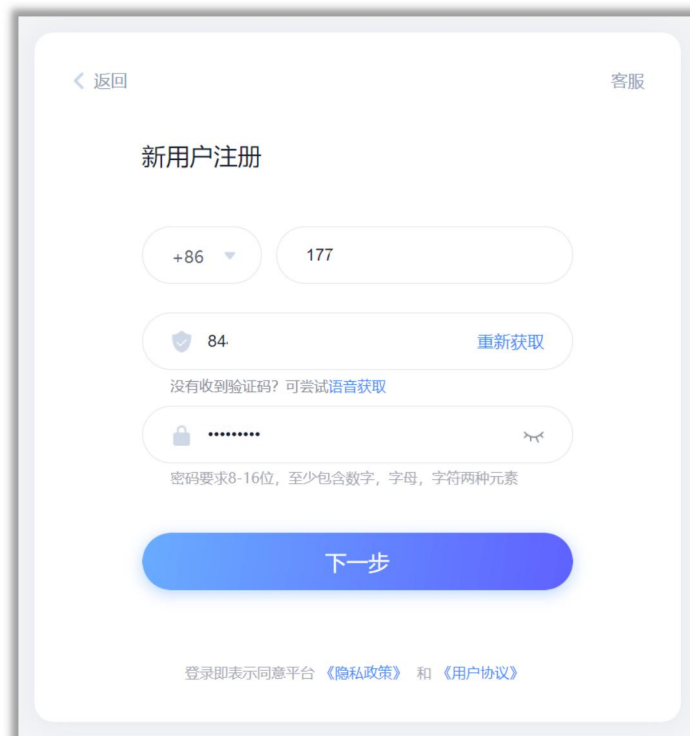 返回
客服
新用户注册
+86
177
84
重新获取
没有收到验证码？可尝试语音获取
•••••••••
密码要求8-16位，至少包含数字，字母，字符两种元素
下一步
登录即表示同意平台《隐私政策》 和 《用户协议》